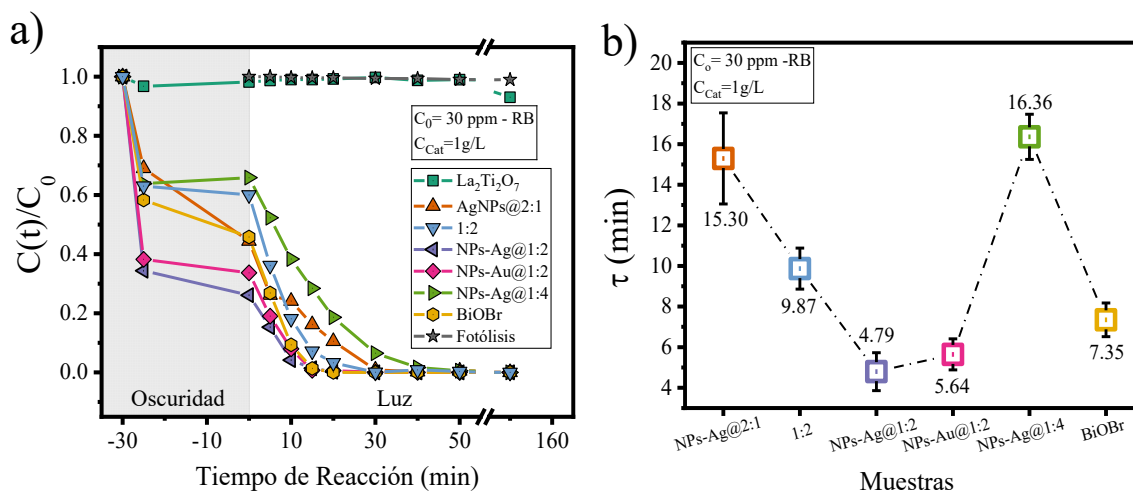 a)
C(t)/C₀
1.0
0.8
0.6
0.4
0.2
0.0
C₀= 30 ppm - RB
C_Cat=1g/L
La₂Ti₂O₇
AgNPs@2:1
1:2
NPs-Ag@1:2
NPs-Au@1:2
NPs-Ag@1:4
BiOBr
Fotólisis
Oscuridad
Luz
-30
-10
10
30
50
160
Tiempo de Reacción (min)
b)
τ (min)
20
18
16
14
12
10
8
6
4
Cₒ= 30 ppm -RB
C_Cat=1g/L
15.30
9.87
4.79
5.64
16.36
7.35
NPs-Ag@2:1
1:2
NPs-Ag@1:2
NPs-Au@1:2
NPs-Ag@1:4
BiOBr
Muestras